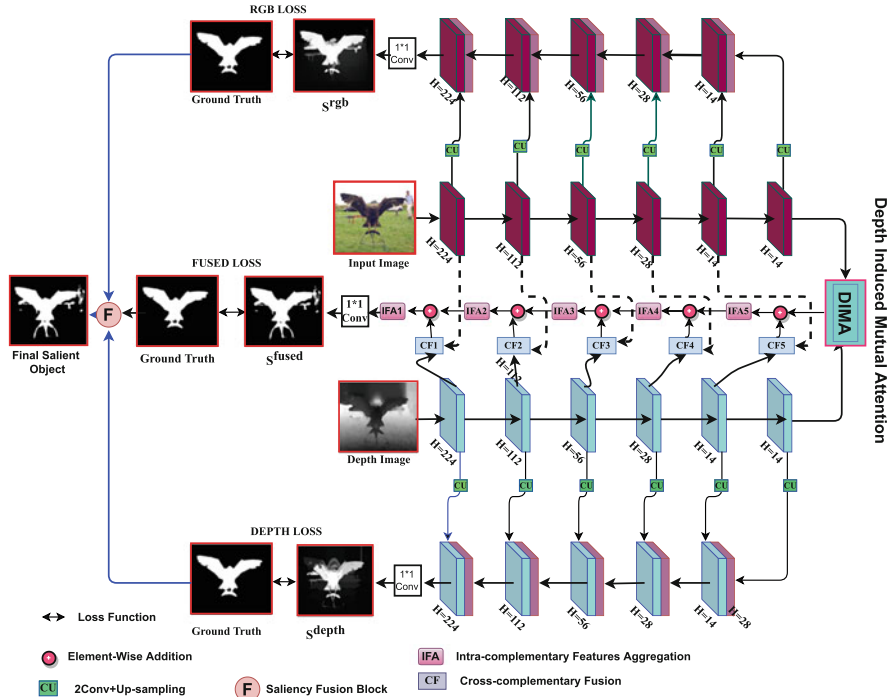 RGB LOSS
Ground Truth
Srgb
1*1
Conv
H=224
H=112
H=56
H=28
H=14
CU
CU
CU
CU
CU
CU
Input Image
H=224
H=112
H=56
H=28
H=14
H=14
Depth Induced Mutual Attention
FUSED LOSS
Final Salient
Object
F
Ground Truth
Sfused
1*1
Conv
IFA1
IFA2
IFA3
IFA4
IFA5
DIMA
CF1
CF2
CF3
CF4
CF5
H=112
Depth Image
H=224
H=112
H=56
H=28
H=14
H=14
CU
CU
CU
CU
CU
CU
DEPTH LOSS
Ground Truth
Sdepth
1*1
Conv
H=224
H=112
H=56
H=28
H=14
H=28
Loss Function
Element-Wise Addition
IFA
Intra-complementary Features Aggregation
CU
2Conv+Up-sampling
F
Saliency Fusion Block
CF
Cross-complementary Fusion